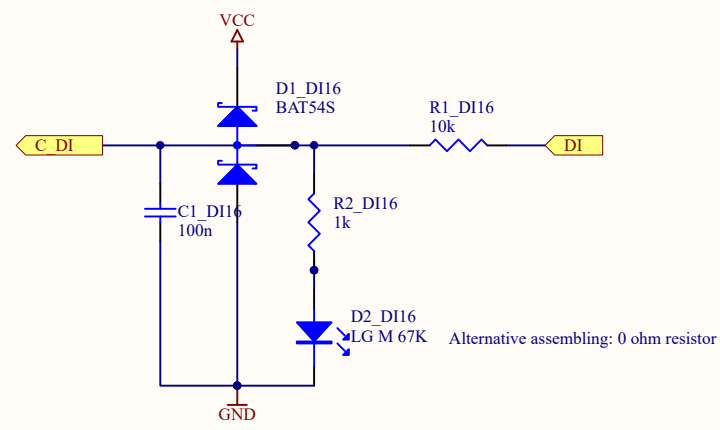 VCC
D1_DI16
BAT54S
R1_DI16
10k
C_DI
DI
C1_DI16
100n
R2_DI16
1k
D2_DI16
LG M 67K
Alternative assembling: 0 ohm resistor
GND